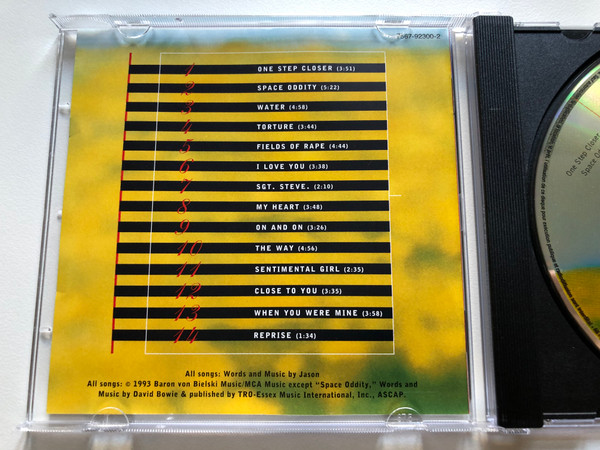 7567-92300-2
1 ONE STEP CLOSER (3:51)
2 SPACE ODDITY (5:22)
3 WATER (4:58)
4 TORTURE (3:44)
5 FIELDS OF RAPE (4:44)
6 I LOVE YOU (3:38)
7 SGT. STEVE. (2:10)
8 MY HEART (3:48)
9 ON AND ON (3:26)
10 THE WAY (4:56)
11 SENTIMENTAL GIRL (2:35)
12 CLOSE TO YOU (3:35)
13 WHEN YOU WERE MINE (3:58)
14 REPRISE (1:34)
All songs: Words and Music by Jason
All songs: © 1993 Baron von Bielski Music/MCA Music except "Space Oddity," Words and
Music by David Bowie & published by TRO-Essex Music International, Inc., ASCAP.
One Step Closer
Space